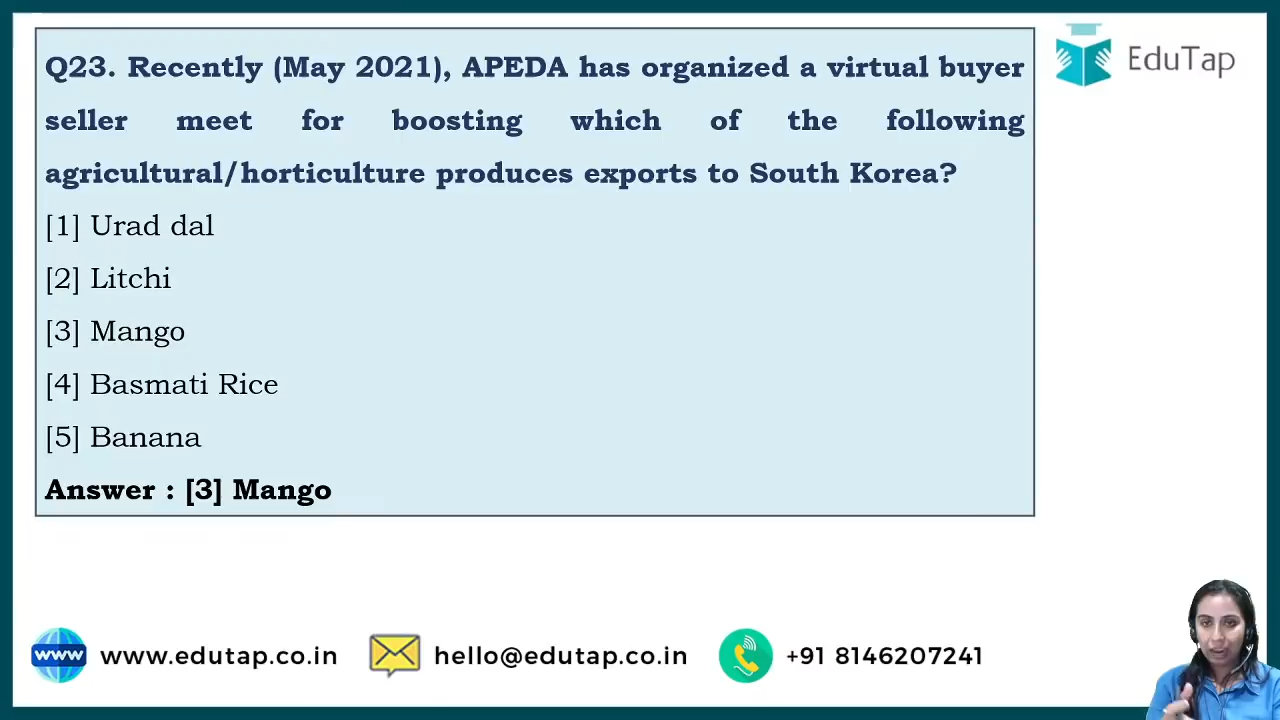 Q23. Recently (May 2021), APEDA has organized a virtual buyer
seller meet for boosting which of the following
agricultural/horticulture produces exports to South Korea?
[1] Urad dal
[2] Litchi
[3] Mango
[4] Basmati Rice
[5] Banana
Answer : [3] Mango
EduTap
www www.edutap.co.in hello@edutap.co.in +91 8146207241